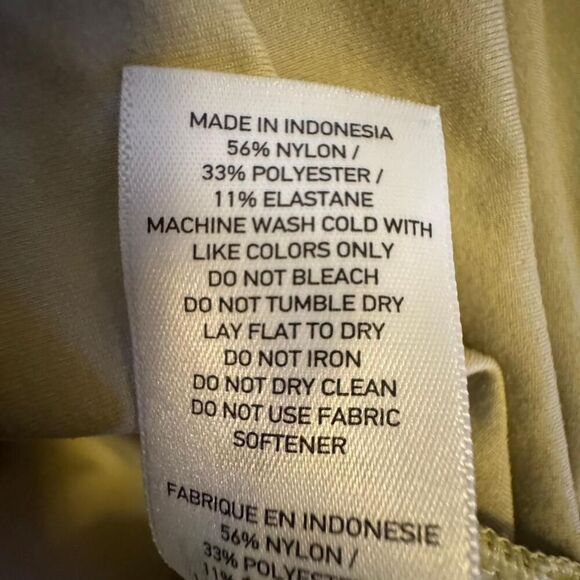 MADE IN INDONESIA
56% NYLON /
33% POLYESTER /
11% ELASTANE
MACHINE WASH COLD WITH
LIKE COLORS ONLY
DO NOT BLEACH
DO NOT TUMBLE DRY
LAY FLAT TO DRY
DO NOT IRON
DO NOT DRY CLEAN
DO NOT USE FABRIC
SOFTENER
FABRIQUE EN INDONESIE
56% NYLON /
33% POLYESTER
11%